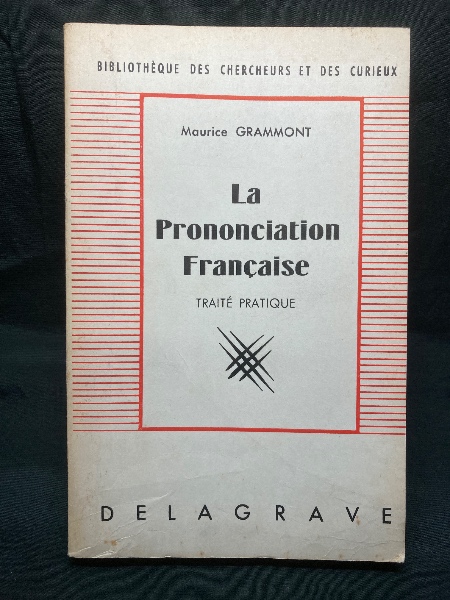 BIBLIOTHÈQUE DES CHERCHEURS ET DES CURIEUX
Maurice GRAMMONT
La
Prononciation
Française
TRAITÉ PRATIQUE
DELAGRAVE